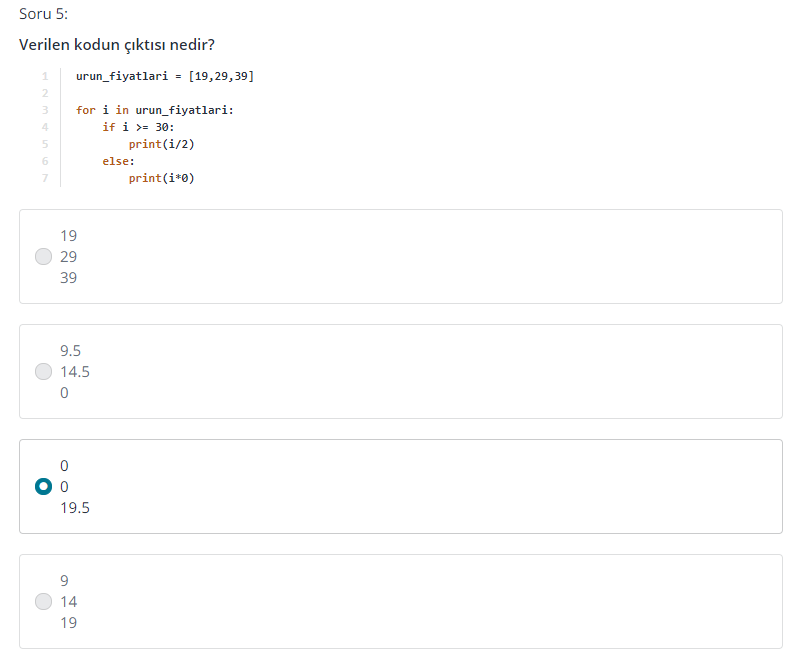 Soru 5:
Verilen kodun çıktısı nedir?
1 urun_fiyatlari = [19,29,39]
2
3 for i in urun_fiyatlari:
4     if i >= 30:
5         print(i/2)
6     else:
7         print(i*0)
19
29
39
9.5
14.5
0
0
0
19.5
9
14
19